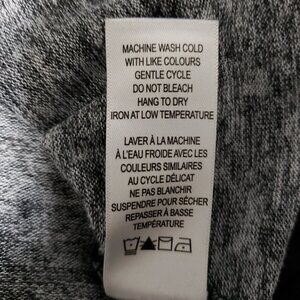 MACHINE WASH COLD
WITH LIKE COLOURS
GENTLE CYCLE
DO NOT BLEACH
HANG TO DRY
IRON AT LOW TEMPERATURE
LAVER À LA MACHINE
À L'EAU FROIDE AVEC LES
COULEURS SIMILAIRES
AU CYCLE DÉLICAT
NE PAS BLANCHIR
SUSPENDRE POUR SÉCHER
REPASSER À BASSE
TEMPÉRATURE